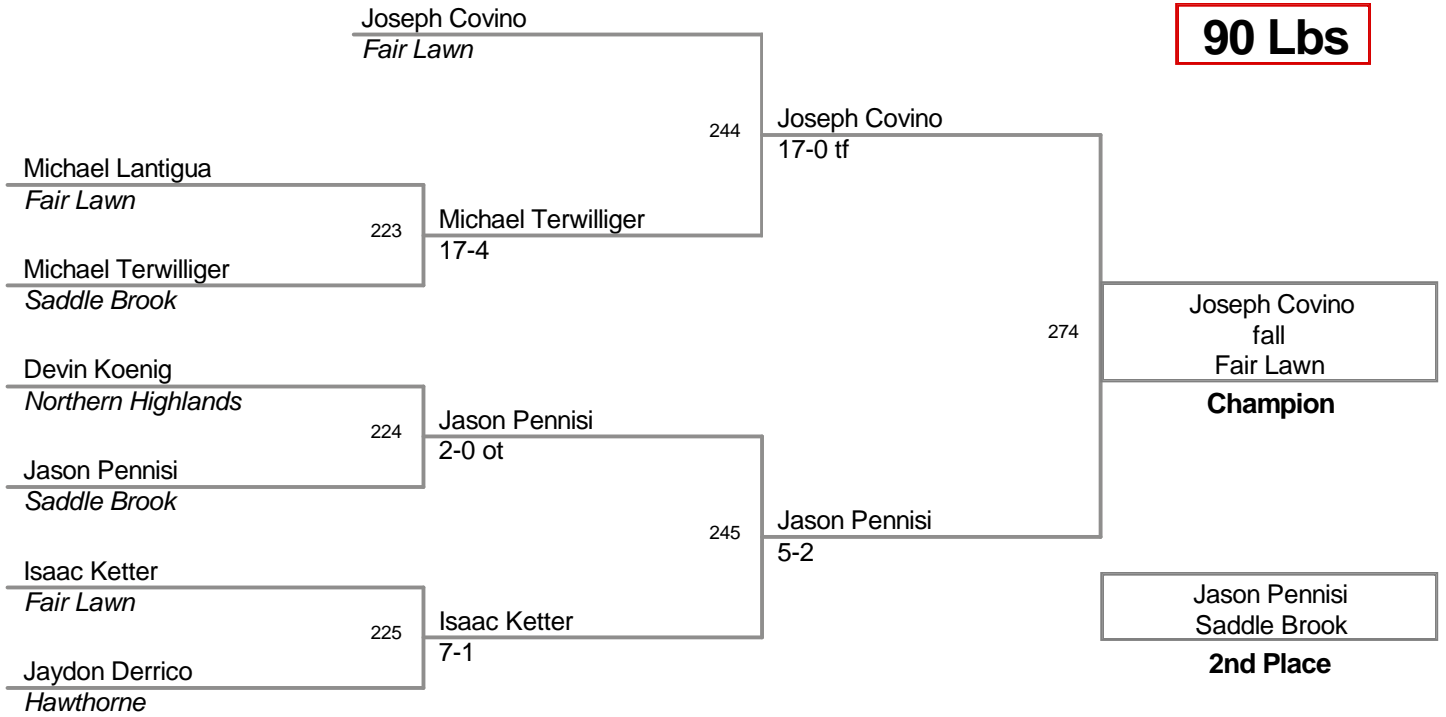 Joseph Covino
Fair Lawn
90 Lbs
244
Joseph Covino
17-0 tf
Michael Lantigua
Fair Lawn
223
Michael Terwilliger
17-4
Michael Terwilliger
Saddle Brook
274
Joseph Covino
fall
Fair Lawn
Champion
Devin Koenig
Northern Highlands
224
Jason Pennisi
2-0 ot
Jason Pennisi
Saddle Brook
245
Jason Pennisi
5-2
Isaac Ketter
Fair Lawn
225
Isaac Ketter
7-1
Jaydon Derrico
Hawthorne
Jason Pennisi
Saddle Brook
2nd Place